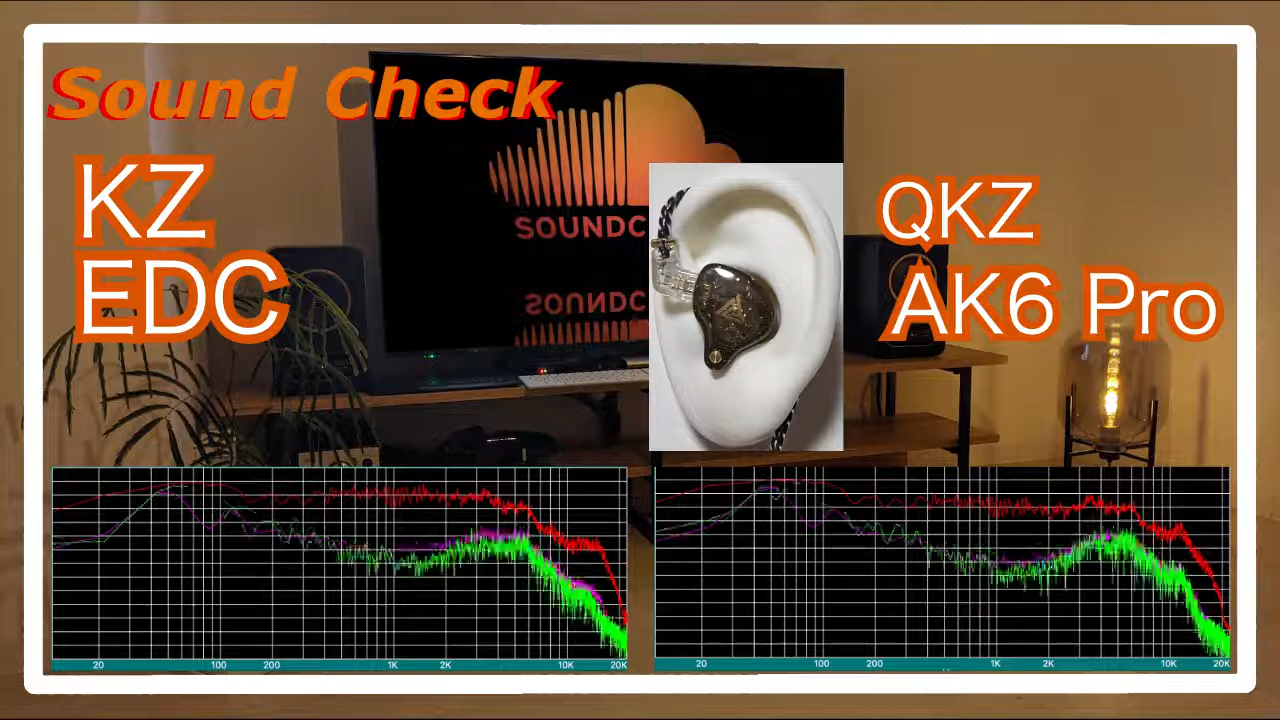 Sound Check
KZ
EDC
SOUNDC
SOUNDC
QKZ
AK6 Pro
20 100 200 1K 2K 10K 20K
20 100 200 1K 2K 10K 20K